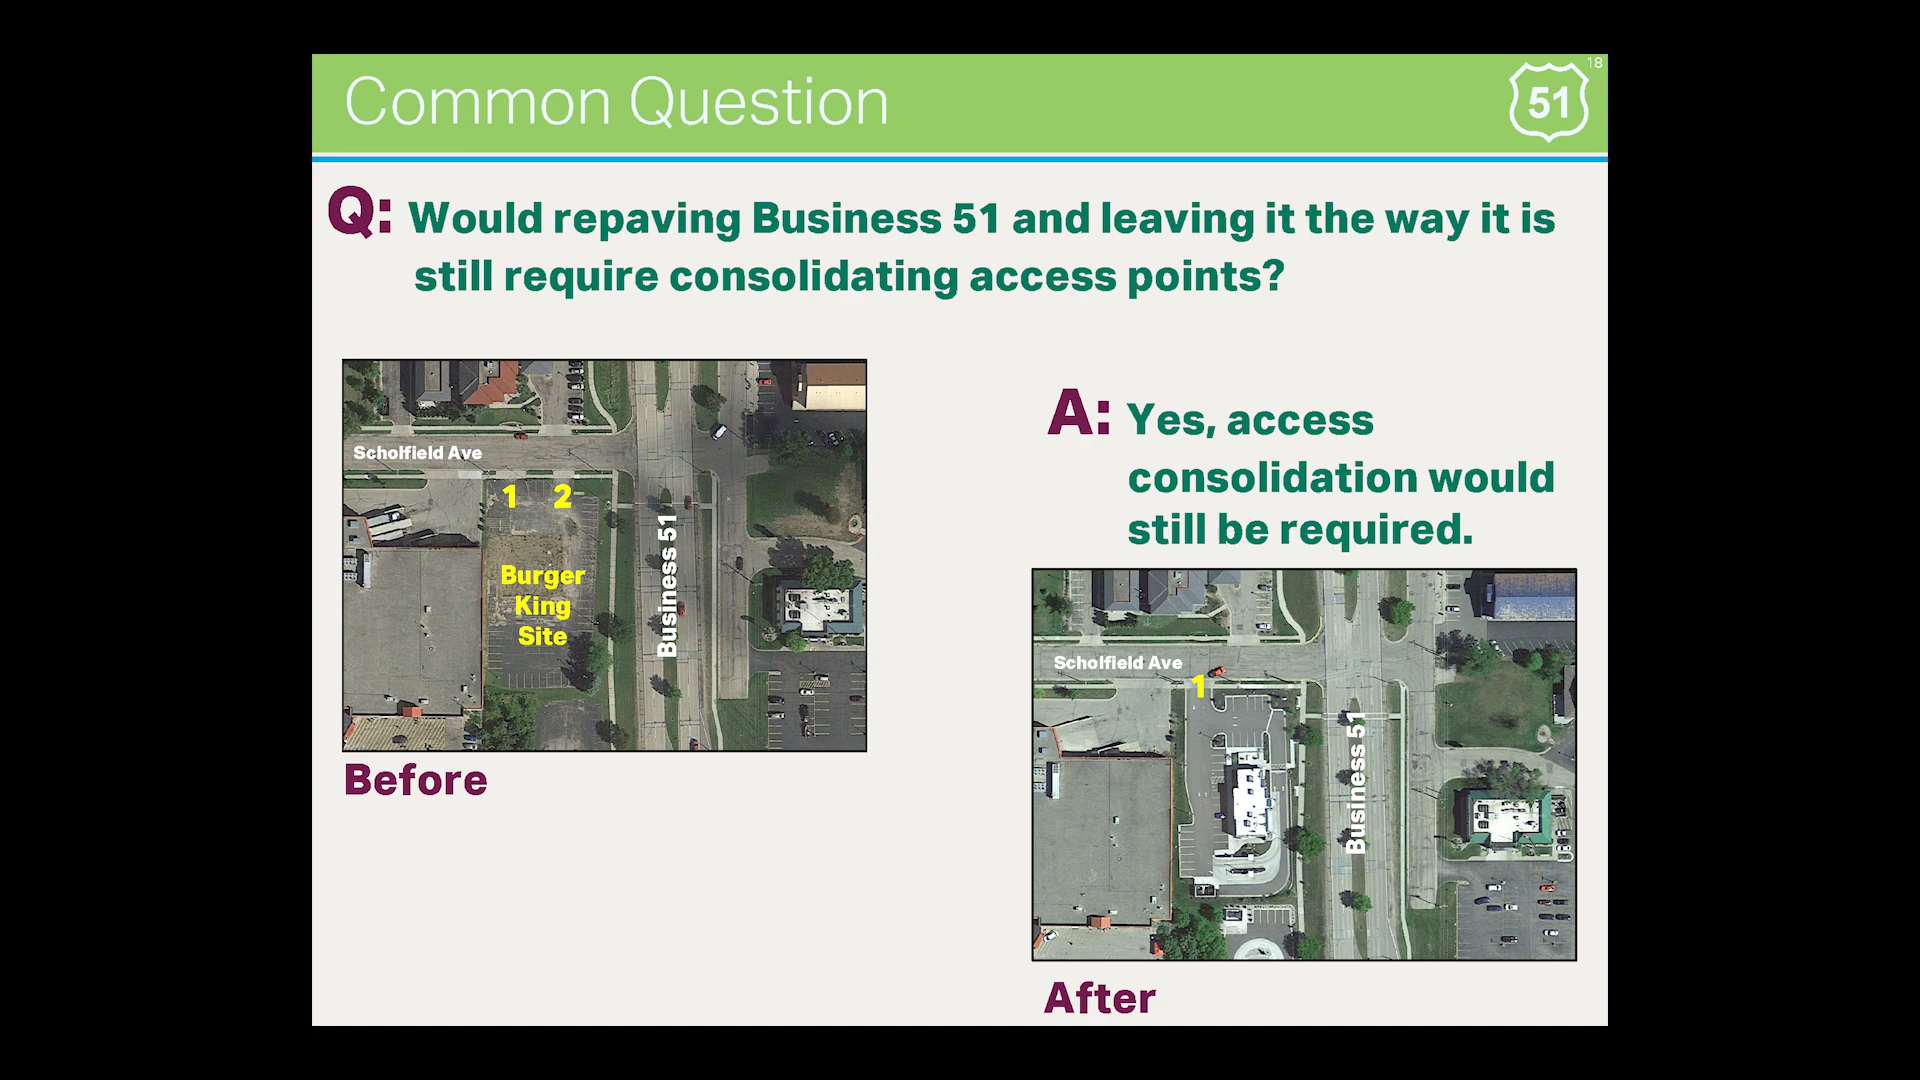 Common Question
51
18
Q: Would repaving Business 51 and leaving it the way it is
still require consolidating access points?
Scholfield Ave
1 2
Burger
King
Site
Business 51
Before
A: Yes, access
consolidation would
still be required.
Scholfield Ave
1
Business 51
After